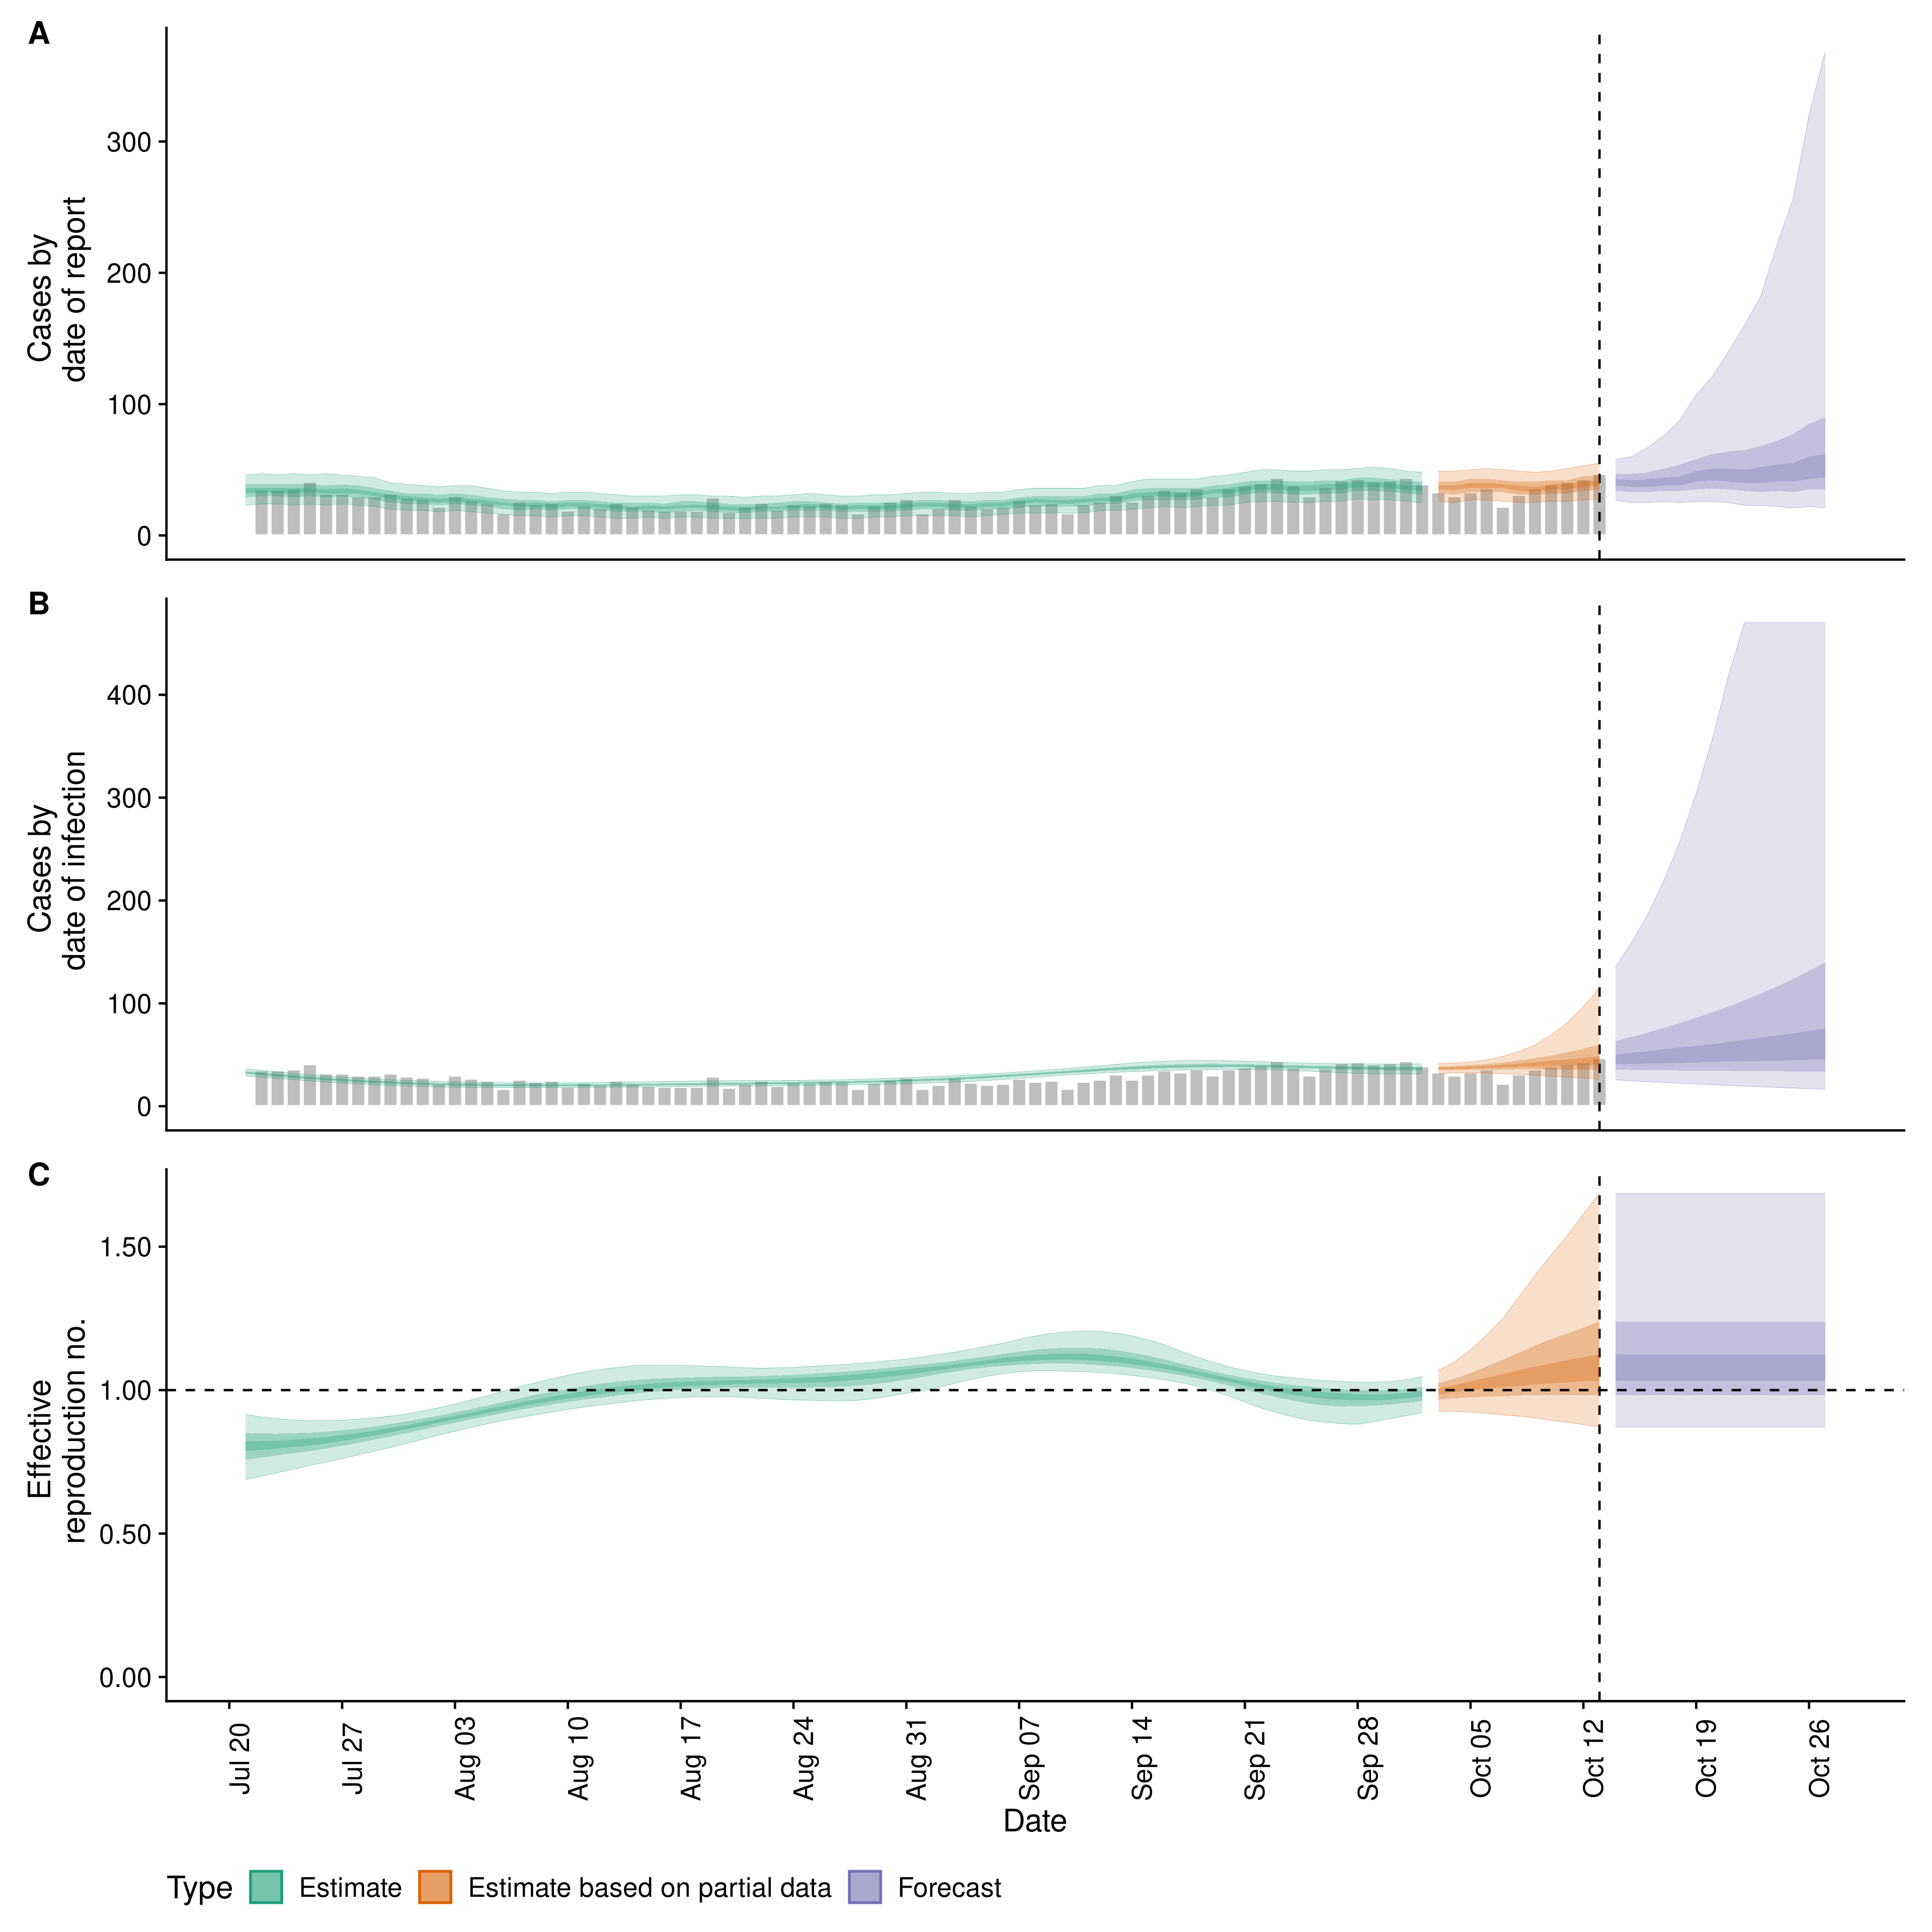 A
Cases by
date of report
300
200
100
0
B
Cases by
date of infection
400
300
200
100
0
C
Effective
reproduction no.
1.50
1.00
0.50
0.00
Jul 20
Jul 27
Aug 03
Aug 10
Aug 17
Aug 24
Aug 31
Sep 07
Sep 14
Sep 21
Sep 28
Oct 05
Oct 12
Oct 19
Oct 26
Date
Type Estimate Estimate based on partial data Forecast